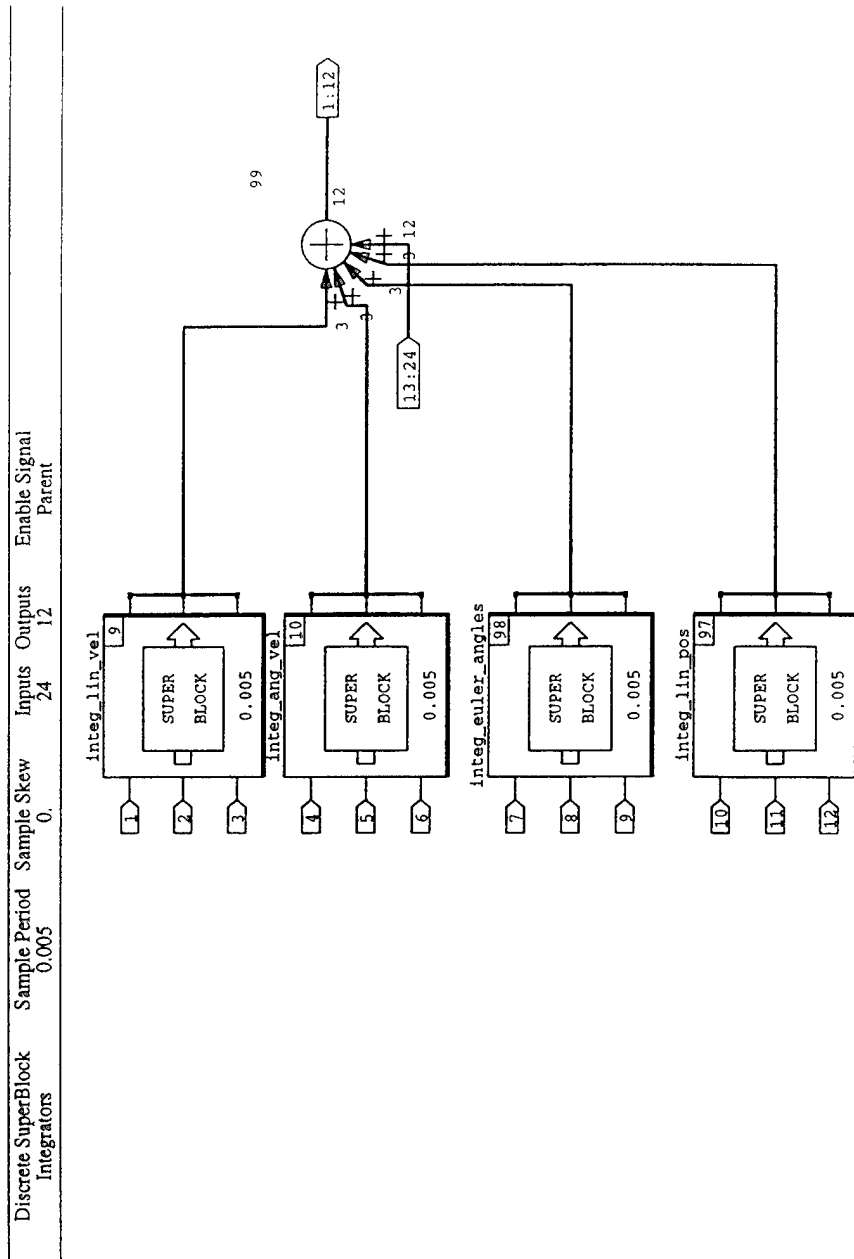 Discrete SuperBlock Sample Period Sample Skew Inputs Outputs Enable Signal
Integrators 0.005 0. 24 12 Parent
integ_lin_vel
9
1
2
3
SUPER
BLOCK
0.005
integ_ang_vel
10
4
5
6
SUPER
BLOCK
0.005
integ_euler_angles
98
7
8
9
SUPER
BLOCK
0.005
integ_lin_pos
97
10
11
12
SUPER
BLOCK
0.005
13:24
3
3
3
3
12
+
+
+
+
+
+
99
12
1:12